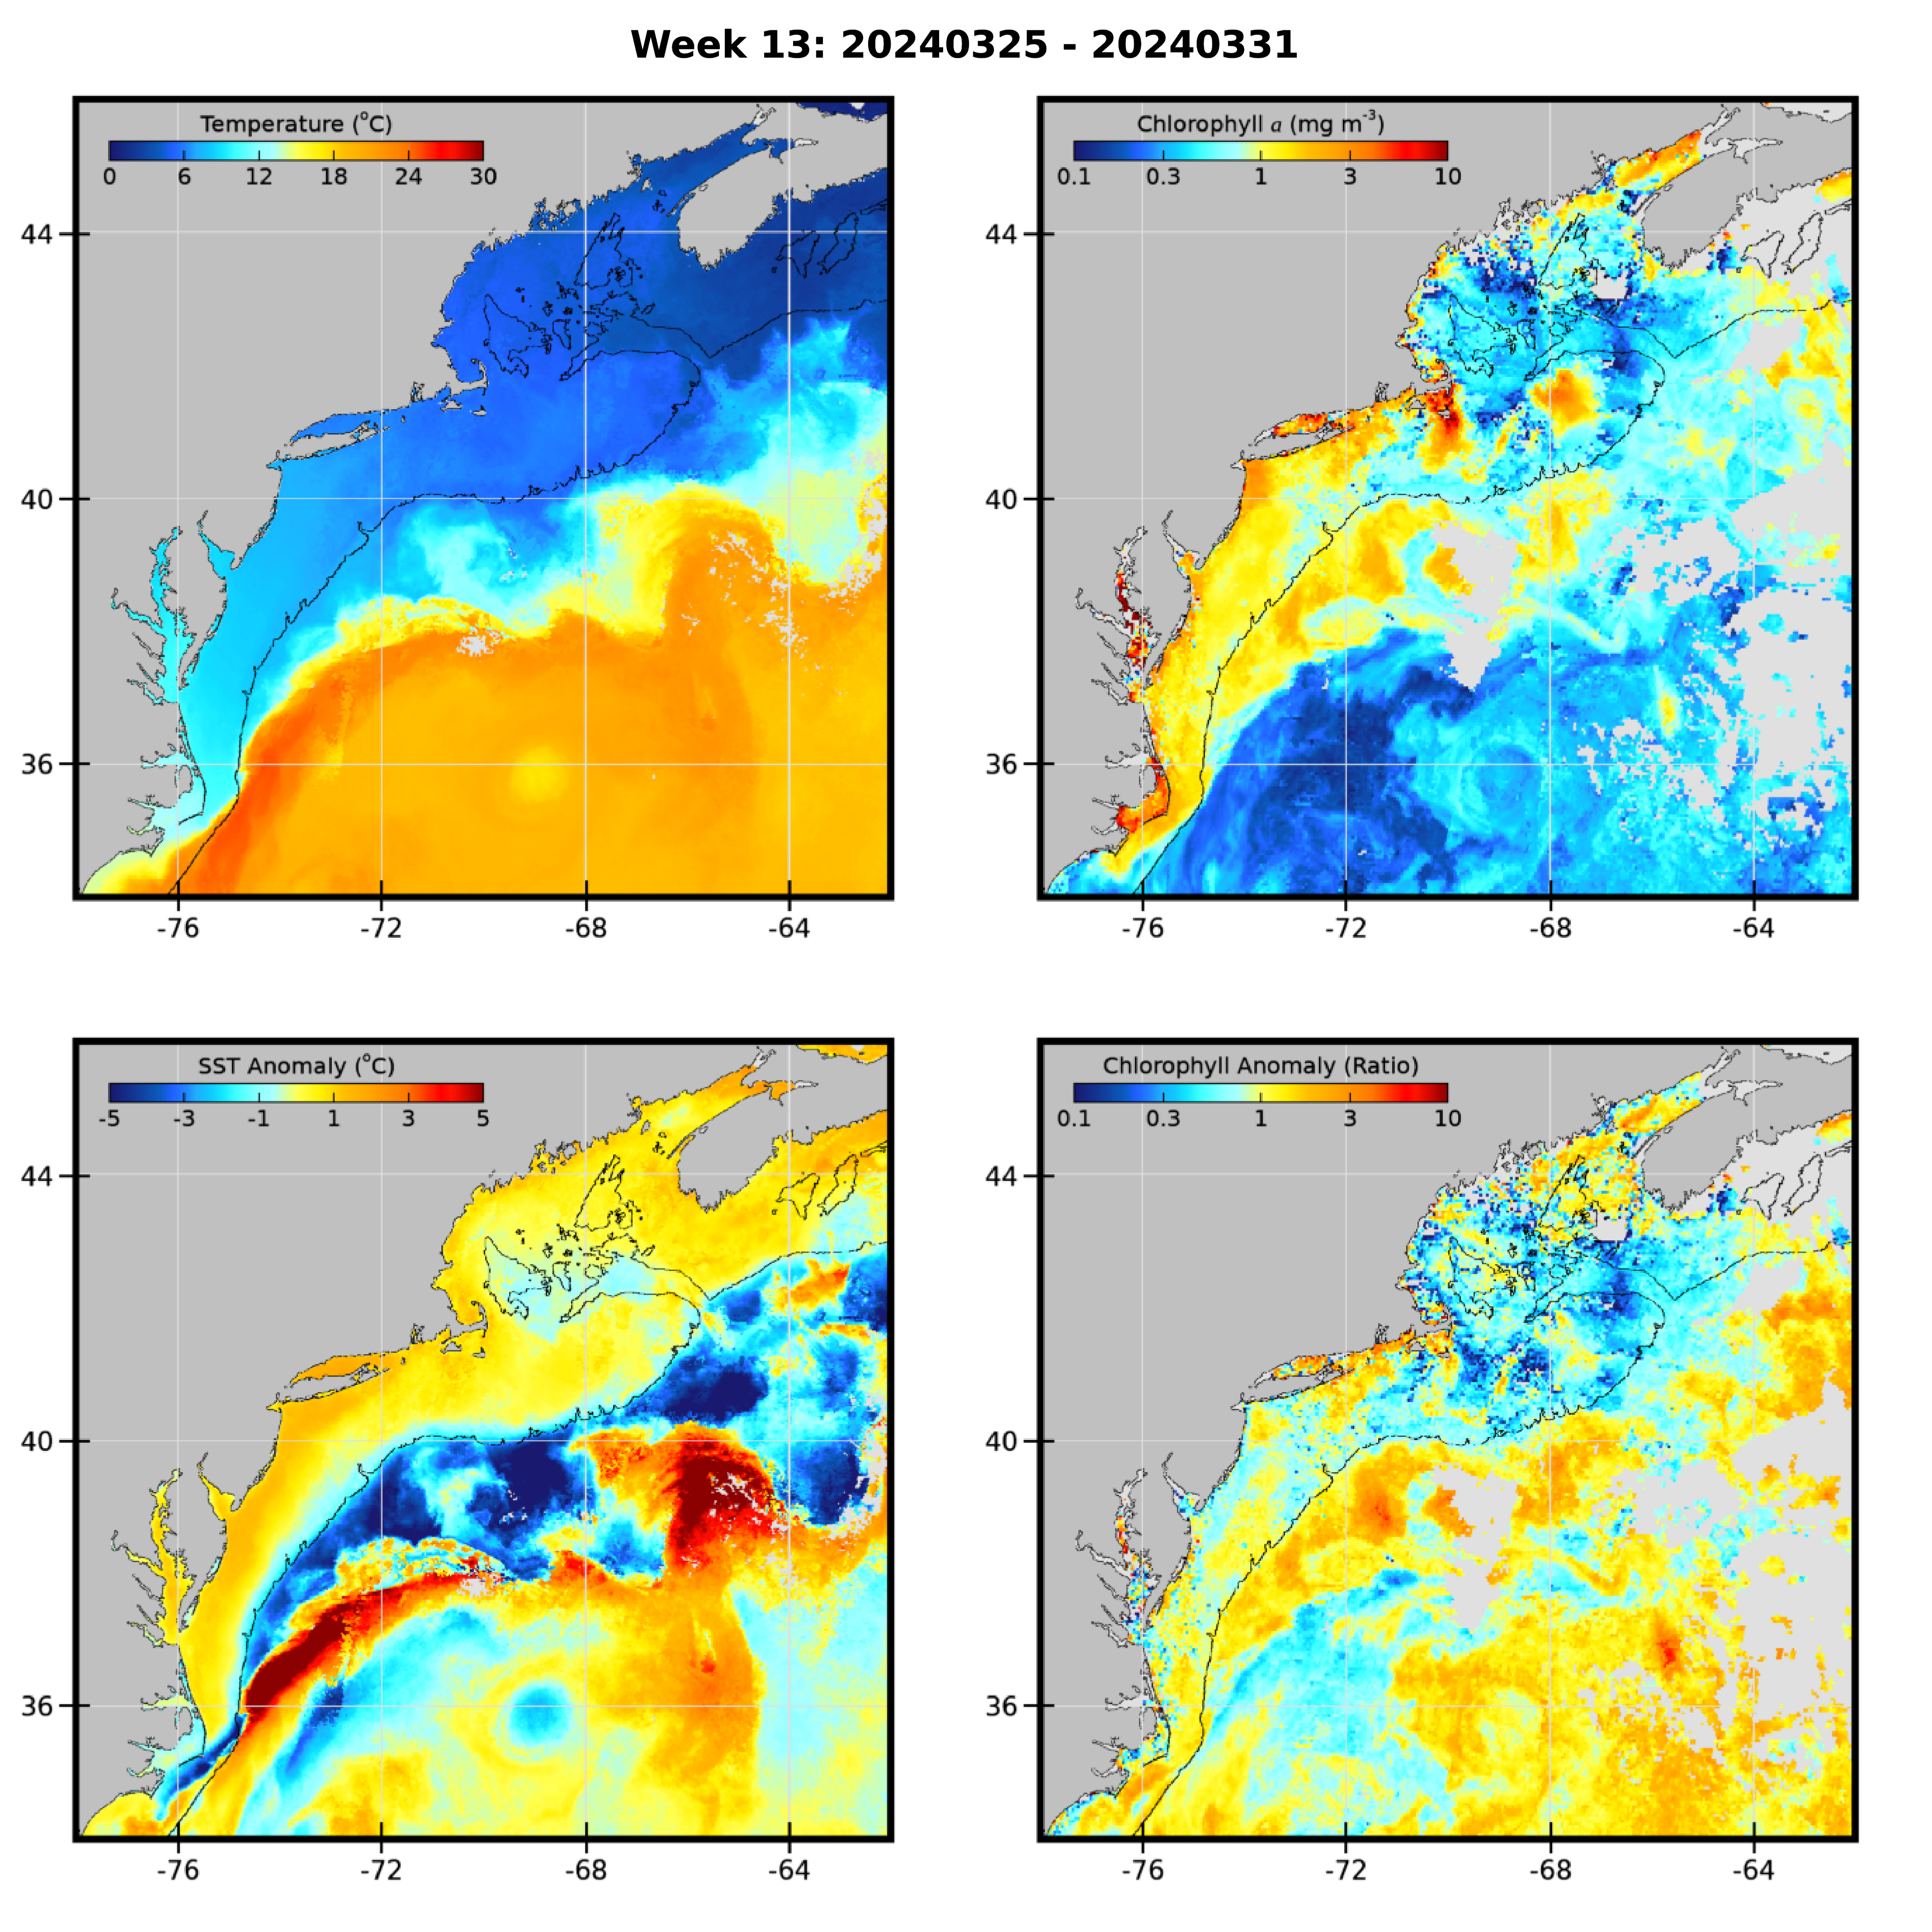 Week 13: 20240325 - 20240331
Temperature (°C)
0 6 12 18 24 30
44
40
36
-76 -72 -68 -64
Chlorophyll a (mg m⁻³)
0.1 0.3 1 3 10
44
40
36
-76 -72 -68 -64
SST Anomaly (°C)
-5 -3 -1 1 3 5
44
40
36
-76 -72 -68 -64
Chlorophyll Anomaly (Ratio)
0.1 0.3 1 3 10
44
40
36
-76 -72 -68 -64